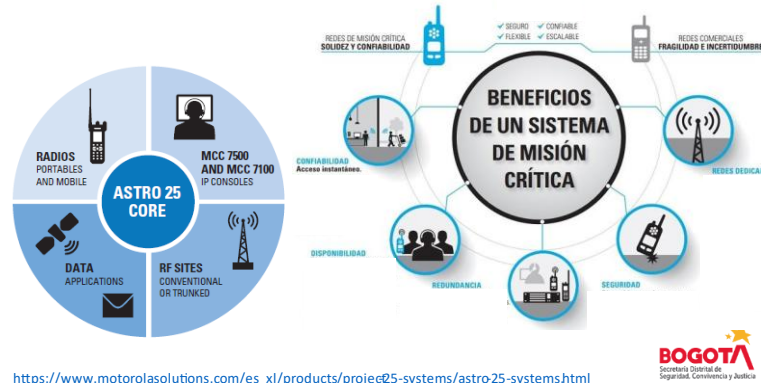 RADIOS
PORTABLES
AND MOBILE
MCC 7500
AND MCC 7100
IP CONSOLES
ASTRO 25
CORE
DATA
APPLICATIONS
RF SITES
CONVENTIONAL
OR TRUNKED
REDES DE MISIÓN CRÍTICA
SOLIDEZ Y CONFIABILIDAD
✓ SEGURO ✓ CONFIABLE
✓ FLEXIBLE ✓ ESCALABLE
REDES COMERCIALES
FRAGILIDAD E INCERTIDUMBRE
BENEFICIOS
DE UN SISTEMA
DE MISIÓN
CRÍTICA
CONFIABILIDAD
Acceso instantáneo.
REDES DEDICA
DISPONIBILIDAD
REDUNDANCIA
SEGURIDAD
https://www.motorolasolutions.com/es_xl/products/project25-systems/astro-25-systems.html
BOGOTÁ
Secretaría Distrital de
Seguridad, Convivencia y Justicia